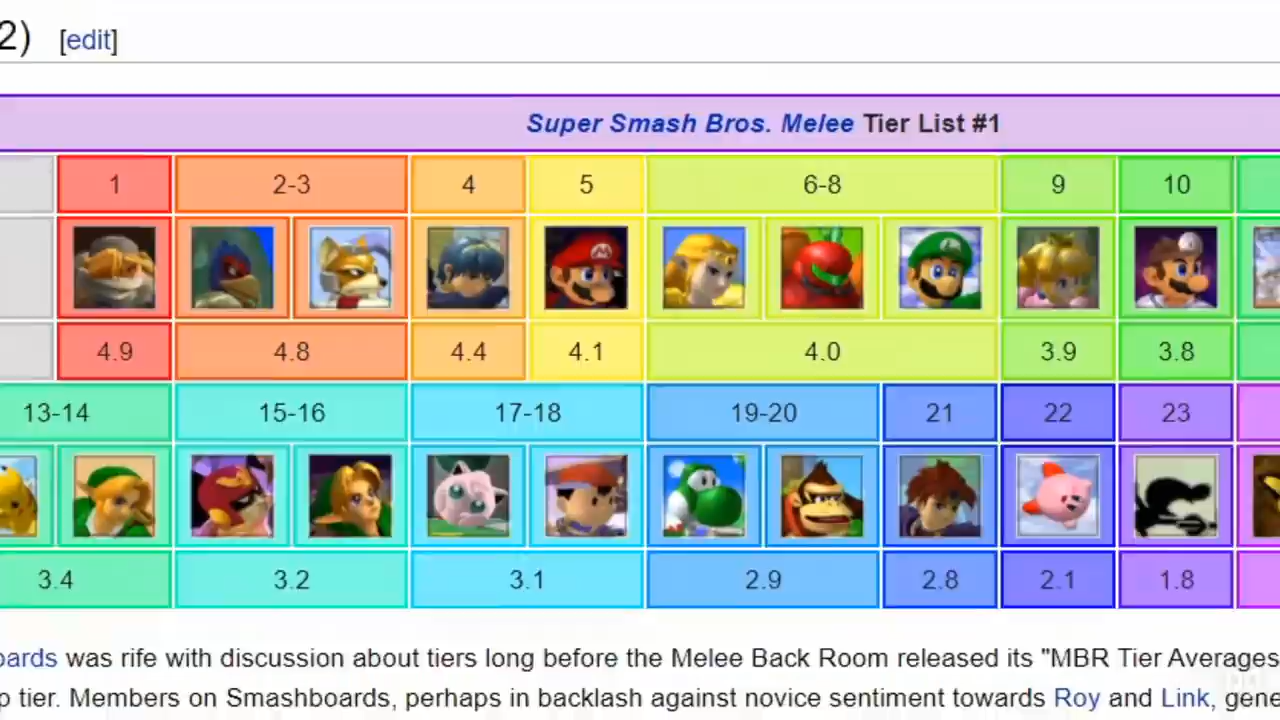 2) [edit]
Super Smash Bros. Melee Tier List #1
1 2-3 4 5 6-8 9 10
4.9 4.8 4.4 4.1 4.0 3.9 3.8
13-14 15-16 17-18 19-20 21 22 23
3.4 3.2 3.1 2.9 2.8 2.1 1.8
oards was rife with discussion about tiers long before the Melee Back Room released its "MBR Tier Averages
p tier. Members on Smashboards, perhaps in backlash against novice sentiment towards Roy and Link, gene